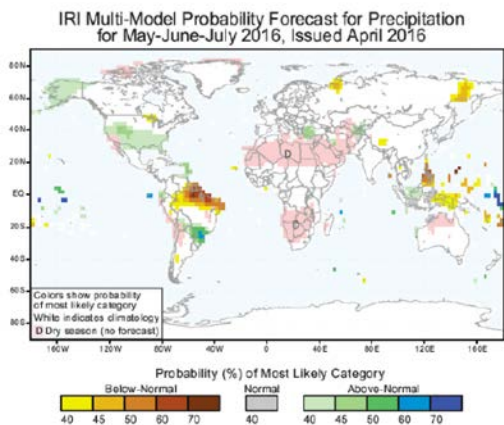 IRI Multi-Model Probability Forecast for Precipitation
for May-June-July 2016, Issued April 2016
80N
60N
40N
20N
EQ
20S
40S
60S
80S
D
D
Colors show probability
of most likely category
White indicates climatology
D Dry season (no forecast)
160W 120W 80W 40W 0 40E 80E 120E 160E
Probability (%) of Most Likely Category
Below-Normal Normal Above-Normal
40 45 50 60 70 40 40 45 50 60 70